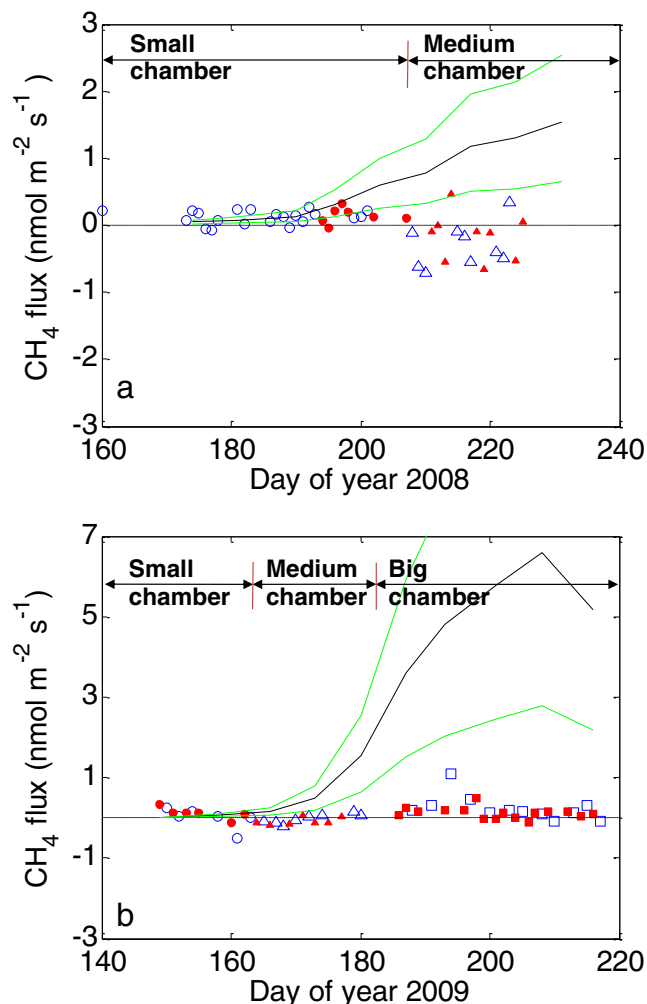 3
Small Medium
chamber chamber
2
1
0
-1
-2
-3
CH4 flux (nmol m-2 s-1)
a
160 180 200 220 240
Day of year 2008
7
Small Medium Big
chamber chamber chamber
5
3
1
-1
-3
CH4 flux (nmol m-2 s-1)
b
140 160 180 200 220
Day of year 2009